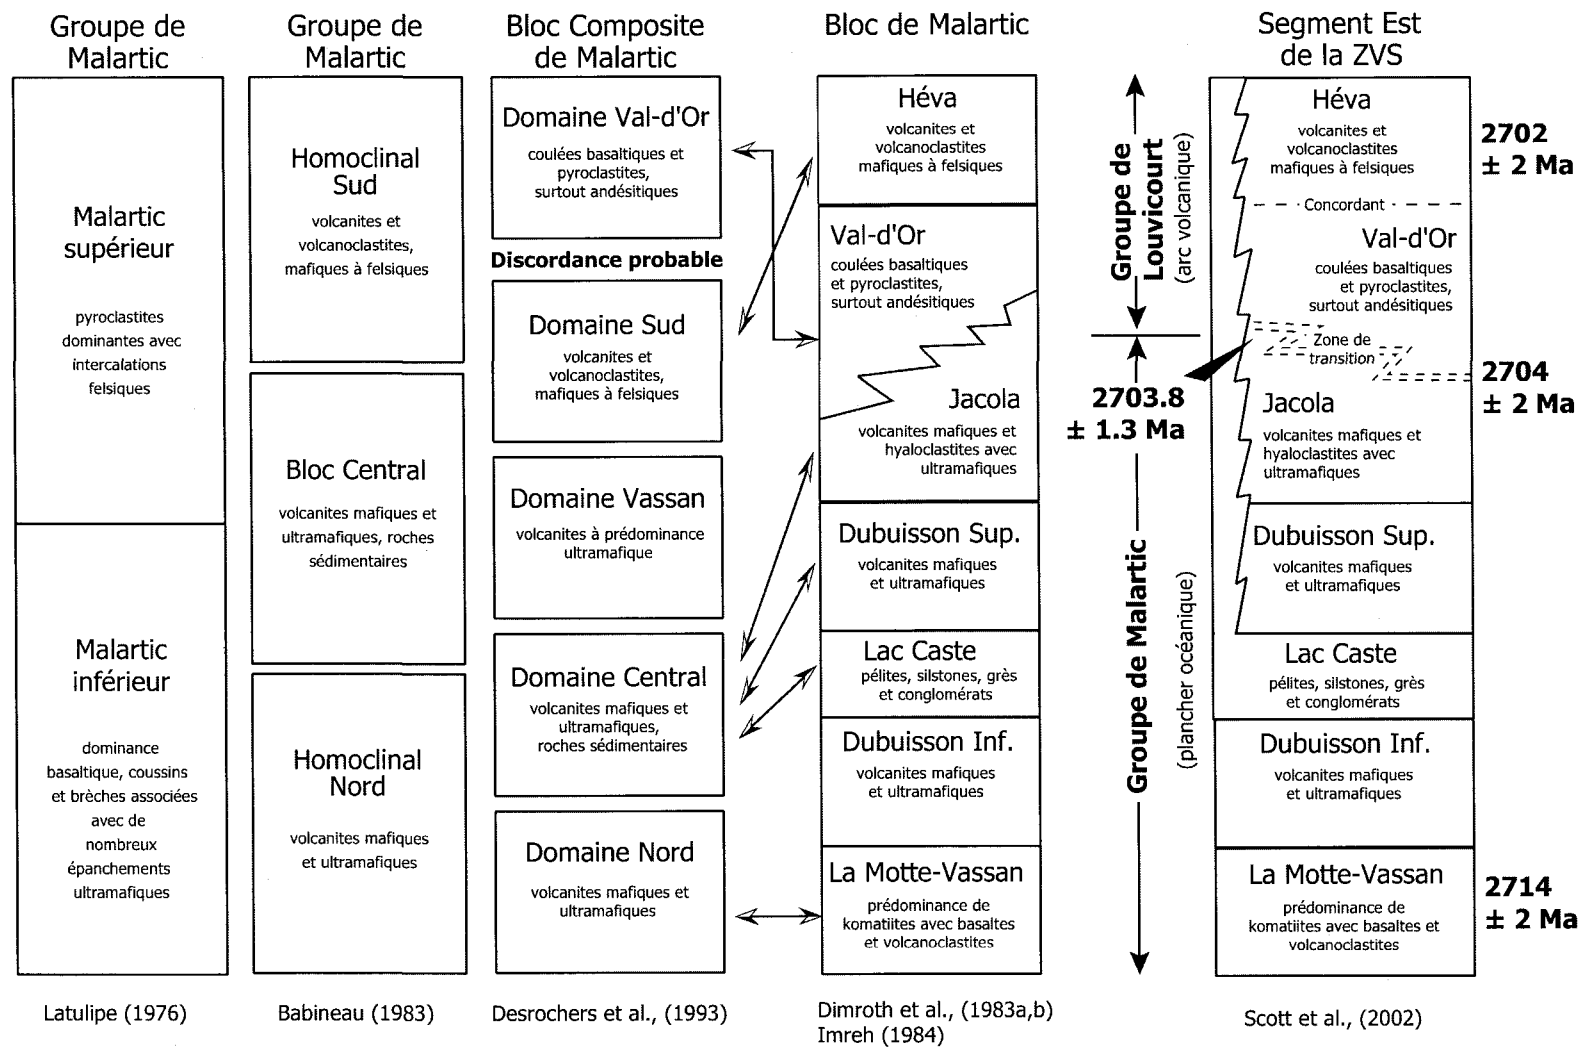 Groupe de
Malartic
Malartic
supérieur
pyroclastites
dominantes avec
intercalations
felsiques
Malartic
inférieur
dominance
basaltique, coussins
et brèches associées
avec de
nombreux
épanchements
ultramafiques
Latulipe (1976)
Groupe de
Malartic
Homoclinal
Sud
volcanites et
volcanoclastites,
mafiques à felsiques
Bloc Central
volcanites mafiques et
ultramafiques, roches
sédimentaires
Homoclinal
Nord
volcanites mafiques
et ultramafiques
Babineau (1983)
Bloc Composite
de Malartic
Domaine Val-d'Or
coulées basaltiques et
pyroclastites,
surtout andésitiques
Discordance probable
Domaine Sud
volcanites et
volcanoclastites,
mafiques à felsiques
Domaine Vassan
volcanites à prédominance
ultramafique
Domaine Central
volcanites mafiques et
ultramafiques,
roches sédimentaires
Domaine Nord
volcanites mafiques et
ultramafiques
Desrochers et al., (1993)
Bloc de Malartic
Héva
volcanites et
volcanoclastites
mafiques à felsiques
Val-d'Or
coulées basaltiques
et pyroclastites,
surtout andésitiques
Jacola
volcanites mafiques et
hyaloclastites avec
ultramafiques
Dubuisson Sup.
volcanites mafiques
et ultramafiques
Lac Caste
pélites, silstones, grès
et conglomérats
Dubuisson Inf.
volcanites mafiques
et ultramafiques
La Motte-Vassan
prédominance de
komatiites avec basaltes
et volcanoclastites
Dimroth et al., (1983a,b)
Imreh (1984)
Groupe de
Louvicourt
(arc volcanique)
2703.8
± 1.3 Ma
Groupe de Malartic
(plancher océanique)
Segment Est
de la ZVS
Héva
volcanites et
volcanoclastites
mafiques à felsiques
Concordant
Val-d'Or
coulées basaltiques
et pyroclastites,
surtout andésitiques
Zone de
transition
Jacola
volcanites mafiques et
hyaloclastites avec
ultramafiques
Dubuisson Sup.
volcanites mafiques
et ultramafiques
Lac Caste
pélites, silstones, grès
et conglomérats
Dubuisson Inf.
volcanites mafiques
et ultramafiques
La Motte-Vassan
prédominance de
komatiites avec basaltes et
volcanoclastites
Scott et al., (2002)
2702
± 2 Ma
2704
± 2 Ma
2714
± 2 Ma